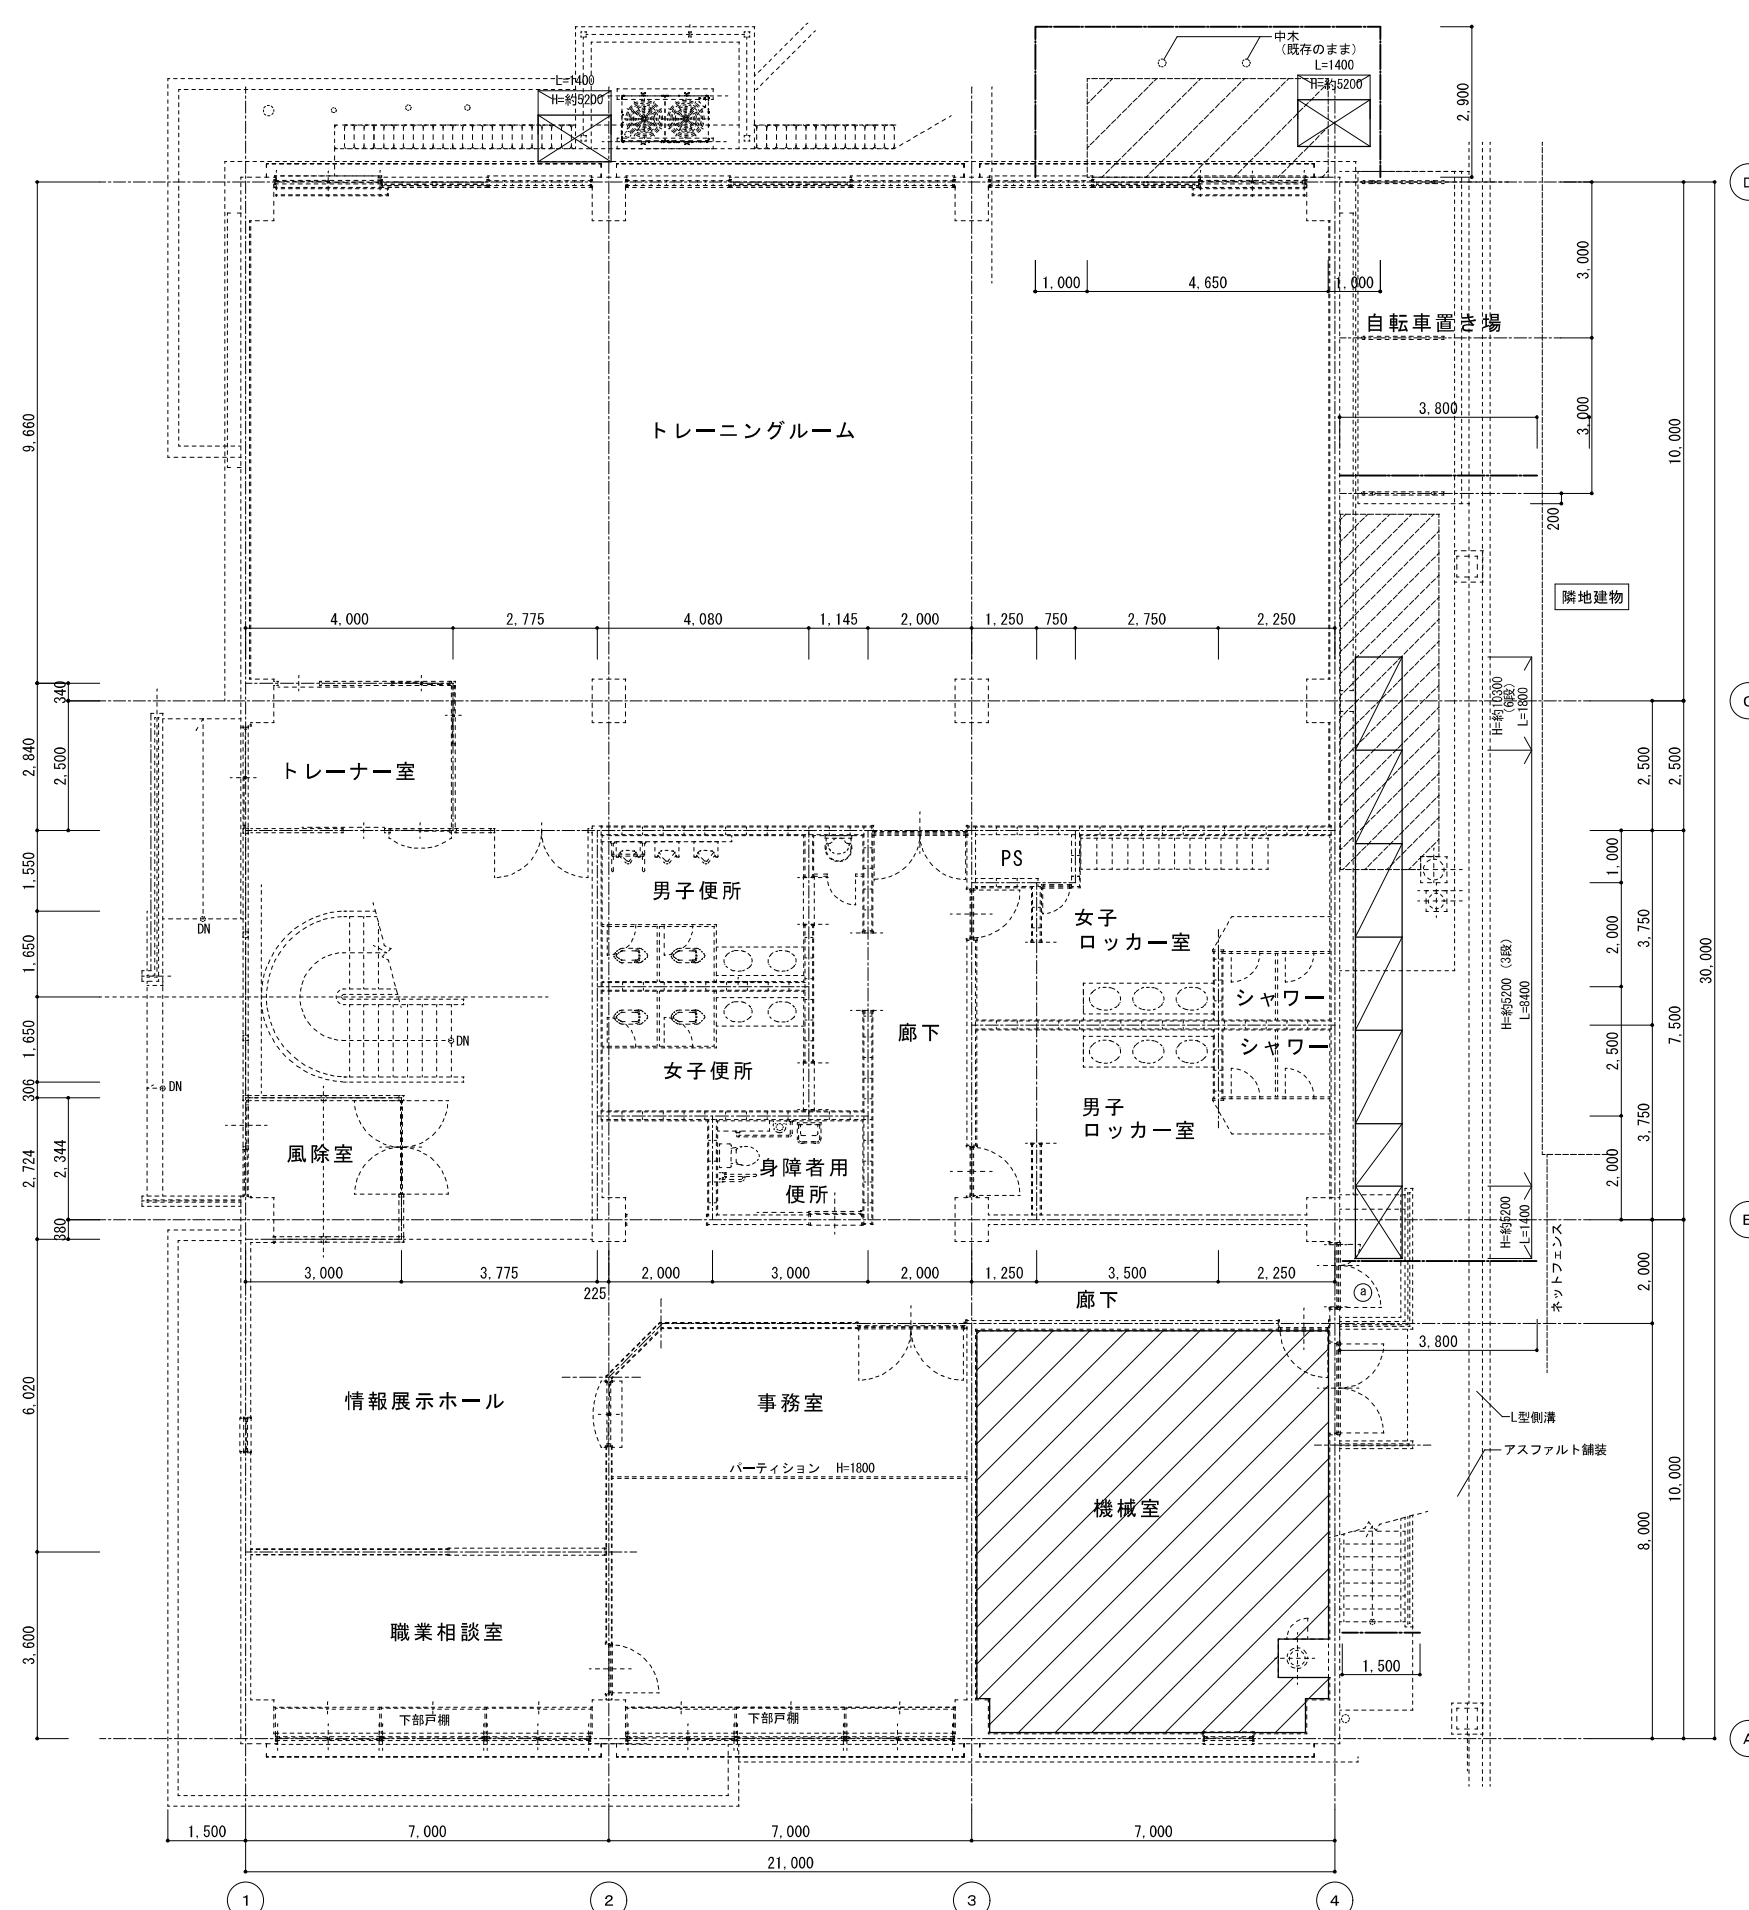 中木
(既存のまま)
L=1400
H=約5200
L=1400
H=約5200
2,900
1,000
4,650
1,000
3,000
自転車置き場
3,800
3,000
10,000
9,660
トレーニングルーム
200
隣地建物
4,000
2,775
4,080
1,145
2,000
1,250
750
2,750
2,250
340
2,840
2,500
トレーナー室
H=約10300
(6段)
L=1800
2,500
2,500
1,550
男子便所
PS
女子
ロッカー室
1,000
DN
1,650
2,000
3,750
30,000
シャワー
H=約5200 (3段)
L=8400
廊下
シャワー
1,650
DN
2,500
7,500
女子便所
306
DN
男子
ロッカー室
3,750
風除室
2,724
2,344
身障者用
便所
2,000
380
H=約5200
L=1400
ネットフェンス
3,000
3,775
225
2,000
3,000
2,000
1,250
3,500
2,250
2,000
廊下
a
3,800
6,020
情報展示ホール
事務室
L型側溝
アスファルト舗装
パーティション H=1800
機械室
10,000
8,000
3,600
職業相談室
1,500
下部戸棚
下部戸棚
1,500
7,000
7,000
7,000
21,000
1
2
3
4